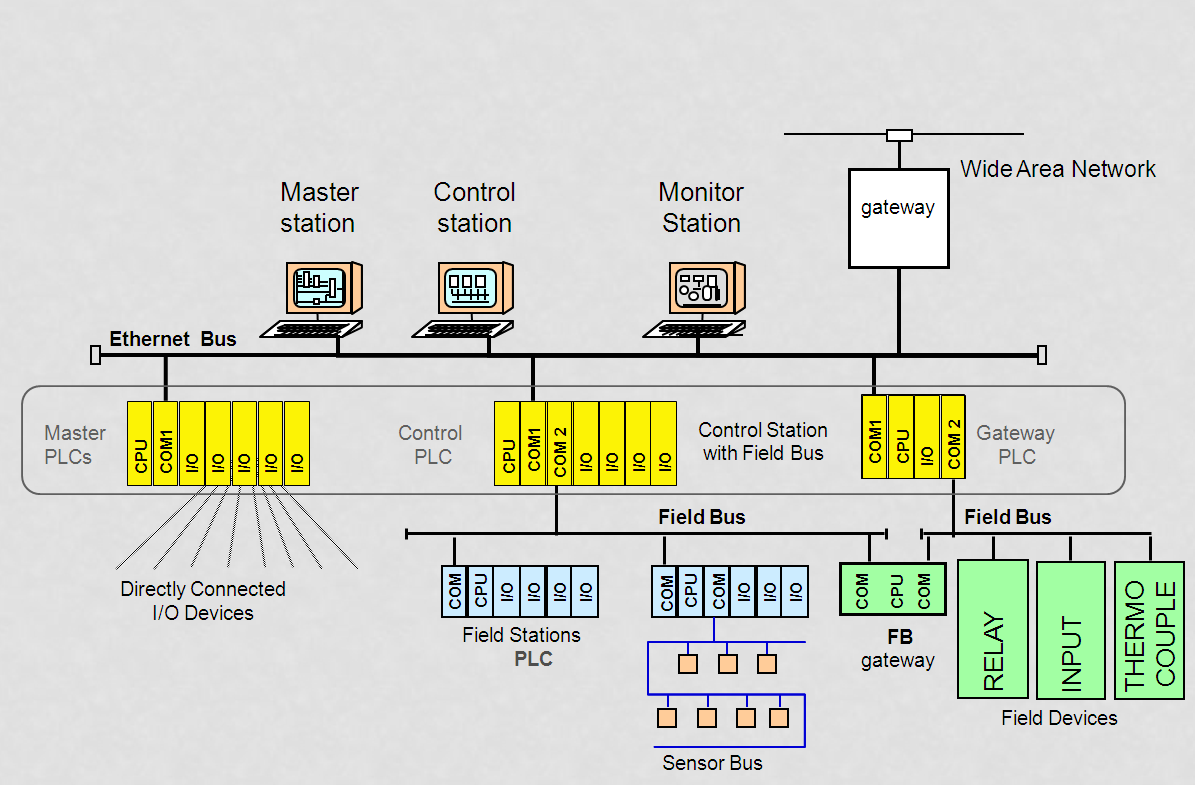 Wide Area Network
Master
station
Control
station
Monitor
Station
gateway
Ethernet Bus
Master
PLCs
CPU
COM1
I/O
I/O
I/O
I/O
I/O
Control
PLC
CPU
COM1
COM 2
I/O
I/O
I/O
I/O
Control Station
with Field Bus
COM1
CPU
I/O
COM 2
Gateway
PLC
Field Bus
Field Bus
Directly Connected
I/O Devices
COM
CPU
I/O
I/O
I/O
I/O
Field Stations
PLC
COM
CPU
COM
I/O
I/O
I/O
COM
CPU
COM
FB
gateway
RELAY
INPUT
THERMO
COUPLE
Field Devices
Sensor Bus